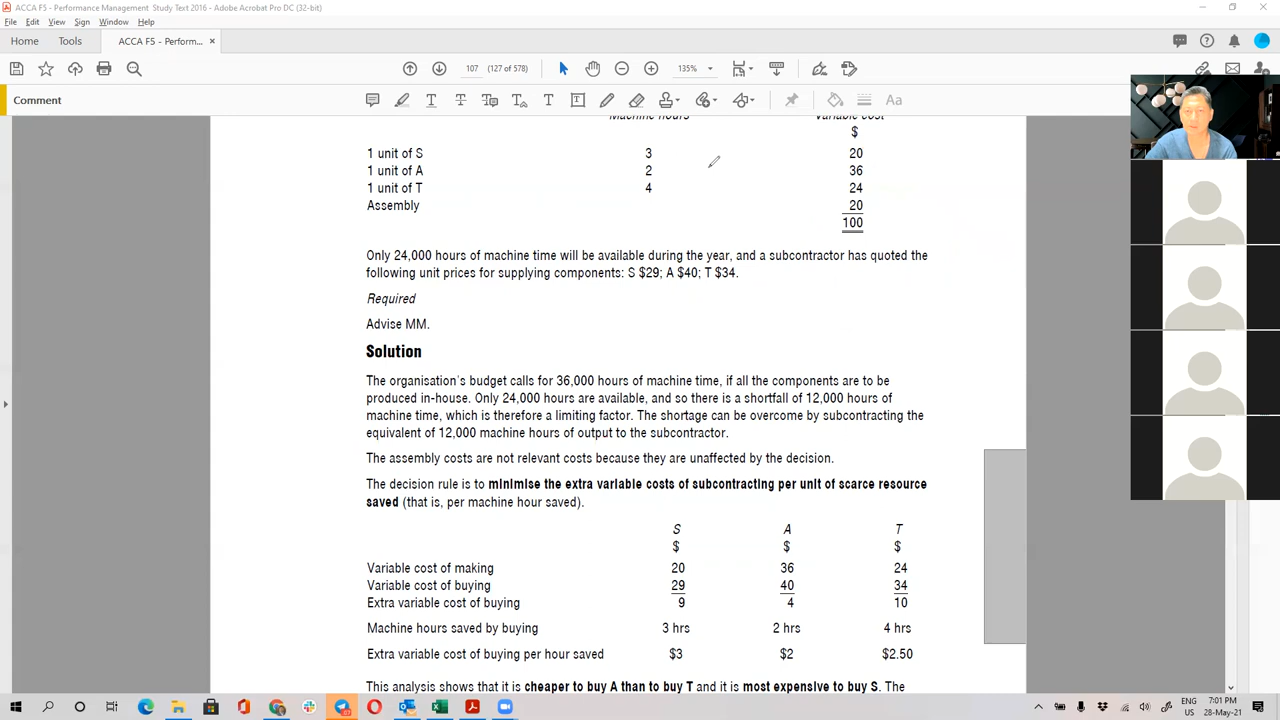 ACCA F5 - Performance Management Study Text 2016 - Adobe Acrobat Pro DC (32-bit)
File Edit View Sign Window Help
Home Tools ACCA F5 - Perform... ×
107 (127 of 578) 135%
Comment
Machine hours Variable cost
$
1 unit of S 3 20
1 unit of A 2 36
1 unit of T 4 24
Assembly 20
100
Only 24,000 hours of machine time will be available during the year, and a subcontractor has quoted the
following unit prices for supplying components: S $29; A $40; T $34.
Required
Advise MM.
Solution
The organisation's budget calls for 36,000 hours of machine time, if all the components are to be
produced in-house. Only 24,000 hours are available, and so there is a shortfall of 12,000 hours of
machine time, which is therefore a limiting factor. The shortage can be overcome by subcontracting the
equivalent of 12,000 machine hours of output to the subcontractor.
The assembly costs are not relevant costs because they are unaffected by the decision.
The decision rule is to minimise the extra variable costs of subcontracting per unit of scarce resource
saved (that is, per machine hour saved).
S A T
$ $ $
Variable cost of making 20 36 24
Variable cost of buying 29 40 34
Extra variable cost of buying 9 4 10
Machine hours saved by buying 3 hrs 2 hrs 4 hrs
Extra variable cost of buying per hour saved $3 $2 $2.50
This analysis shows that it is cheaper to buy A than to buy T and it is most expensive to buy S. The
ENG 7:01 PM
US 28-May-21